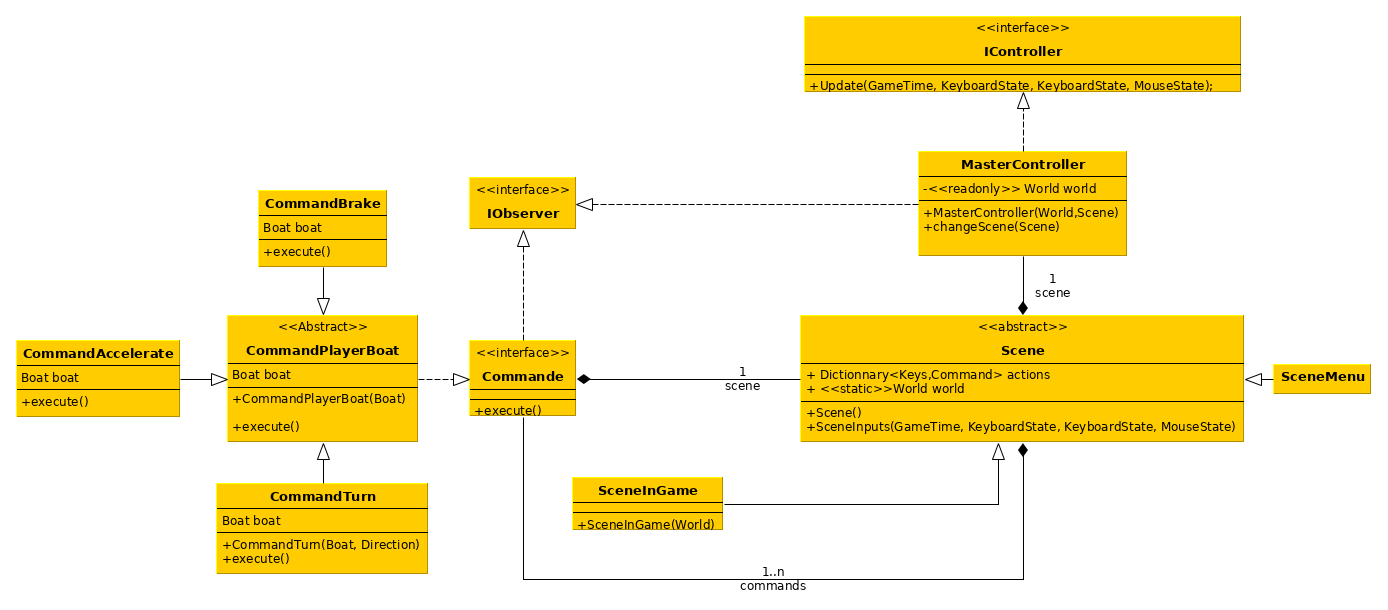 <<interface>>
IController
+Update(GameTime, KeyboardState, KeyboardState, MouseState);
MasterController
-<<readonly>> World world
+MasterController(World,Scene)
+changeScene(Scene)
<<interface>>
IObserver
CommandBrake
Boat boat
+execute()
1
scene
<<Abstract>>
CommandPlayerBoat
Boat boat
+CommandPlayerBoat(Boat)
+execute()
CommandAccelerate
Boat boat
+execute()
<<interface>>
Commande
+execute()
1
scene
<<abstract>>
Scene
+ Dictionnary<Keys,Command> actions
+ <<static>>World world
+Scene()
+SceneInputs(GameTime, KeyboardState, KeyboardState, MouseState)
SceneMenu
CommandTurn
Boat boat
+CommandTurn(Boat, Direction)
+execute()
SceneInGame
+SceneInGame(World)
1..n
commands